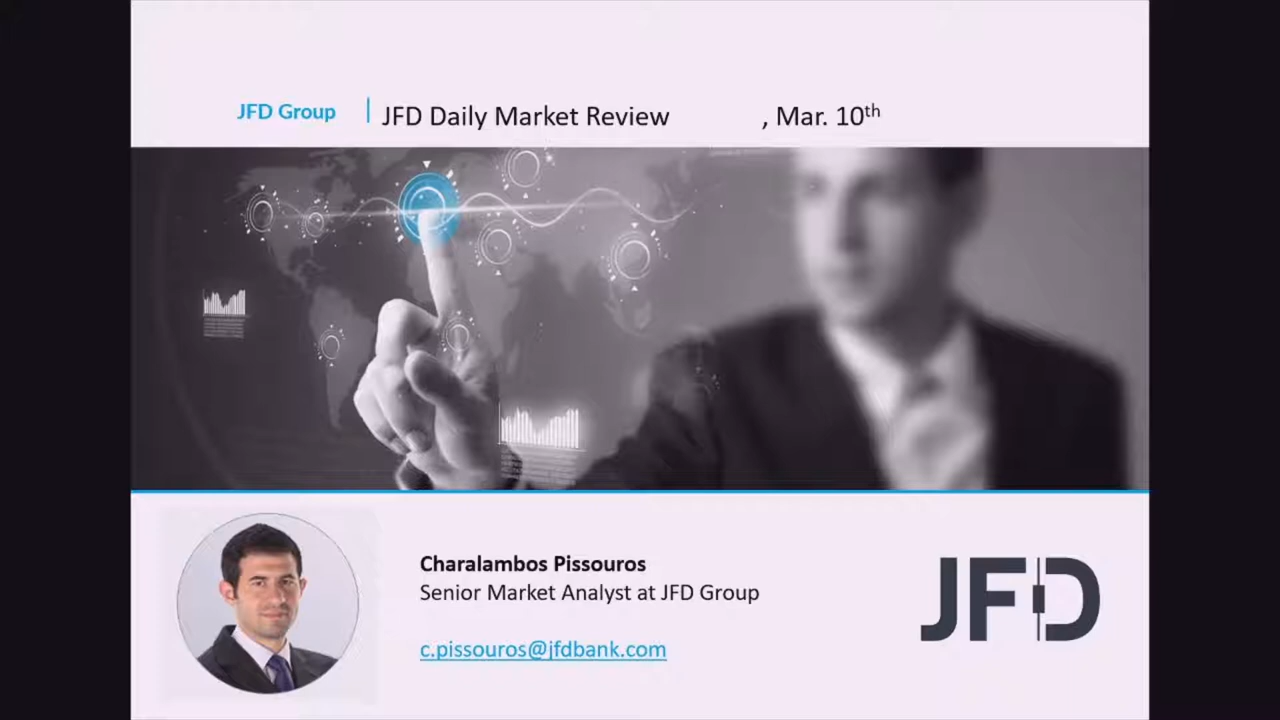 JFD Group
JFD Daily Market Review , Mar. 10th
Charalambos Pissouros
Senior Market Analyst at JFD Group
c.pissouros@jfdbank.com
JFD